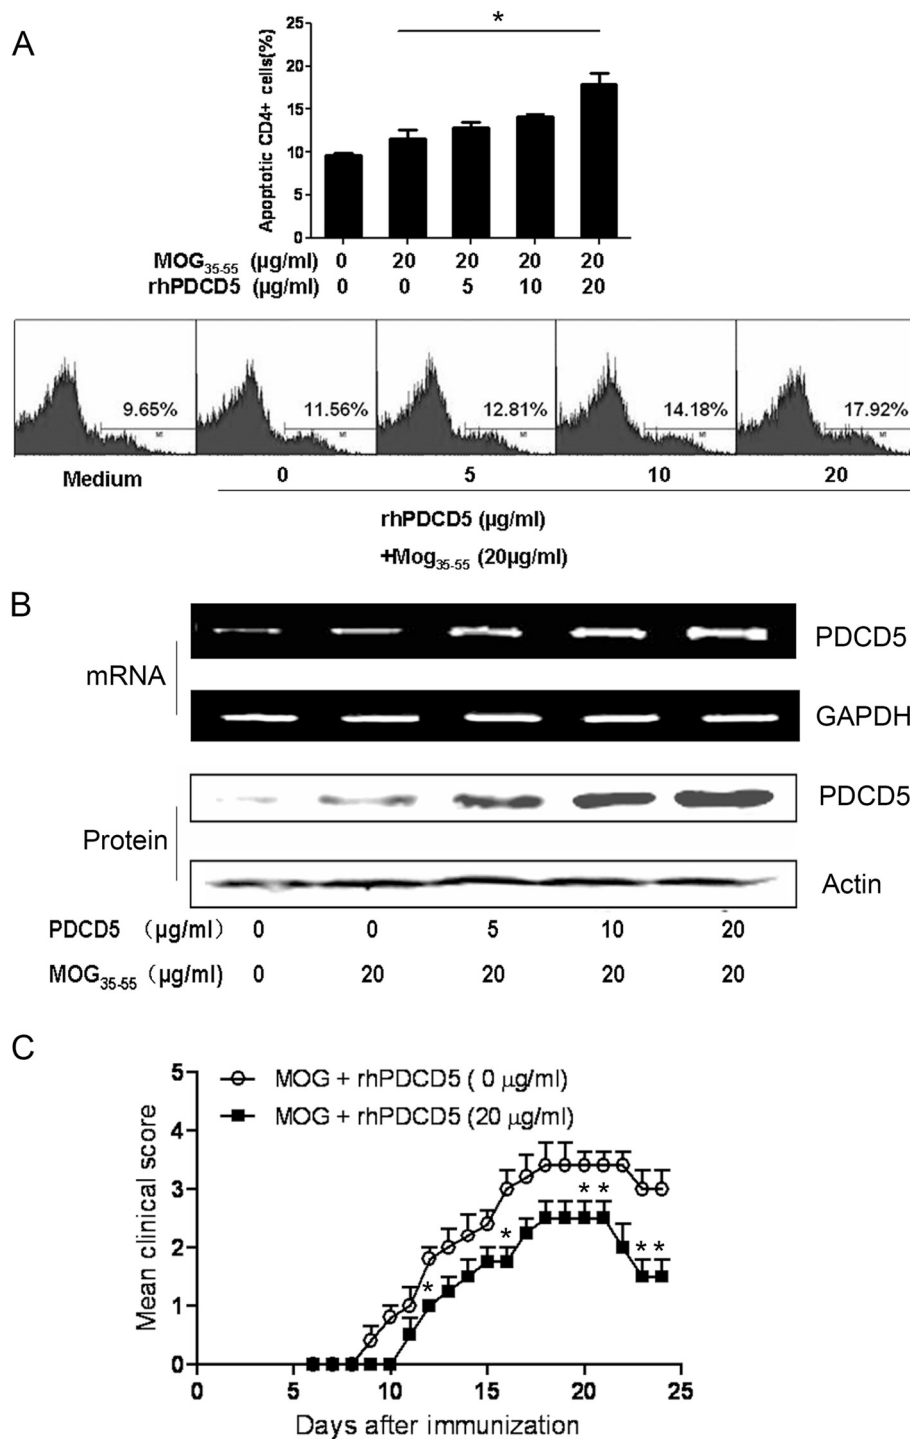 A
*
Apoptotic CD4+ cells(%)
25
20
15
10
5
0
MOG35-55 (µg/ml) 0 20 20 20 20
rhPDCD5 (µg/ml) 0 0 5 10 20
9.65% 11.56% 12.81% 14.18% 17.92%
M1 M1 M1 M1 M1
Medium 0 5 10 20
rhPDCD5 (µg/ml)
+Mog35-55 (20µg/ml)
B
PDCD5
mRNA
GAPDH
PDCD5
Protein
Actin
PDCD5 (µg/ml) 0 0 5 10 20
MOG35-55 (µg/ml) 0 20 20 20 20
C
Mean clinical score
5
4
3
2
1
0
MOG + rhPDCD5 ( 0 µg/ml)
MOG + rhPDCD5 (20 µg/ml)
* * * * * *
0 5 10 15 20 25
Days after immunization